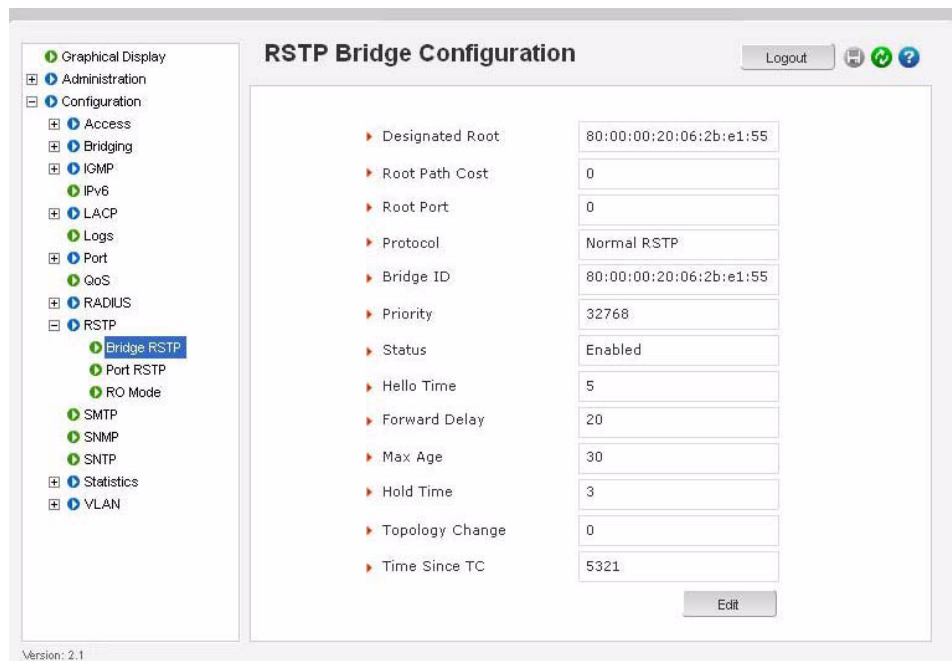 RSTP Bridge Configuration
Logout
Graphical Display
Administration
Configuration
Access
Bridging
IGMP
IPv6
LACP
Logs
Port
QoS
RADIUS
RSTP
Bridge RSTP
Port RSTP
RO Mode
SMTP
SNMP
SNTP
Statistics
VLAN
Designated Root 80:00:00:20:06:2b:e1:55
Root Path Cost 0
Root Port 0
Protocol Normal RSTP
Bridge ID 80:00:00:20:06:2b:e1:55
Priority 32768
Status Enabled
Hello Time 5
Forward Delay 20
Max Age 30
Hold Time 3
Topology Change 0
Time Since TC 5321
Edit
Version: 2.1